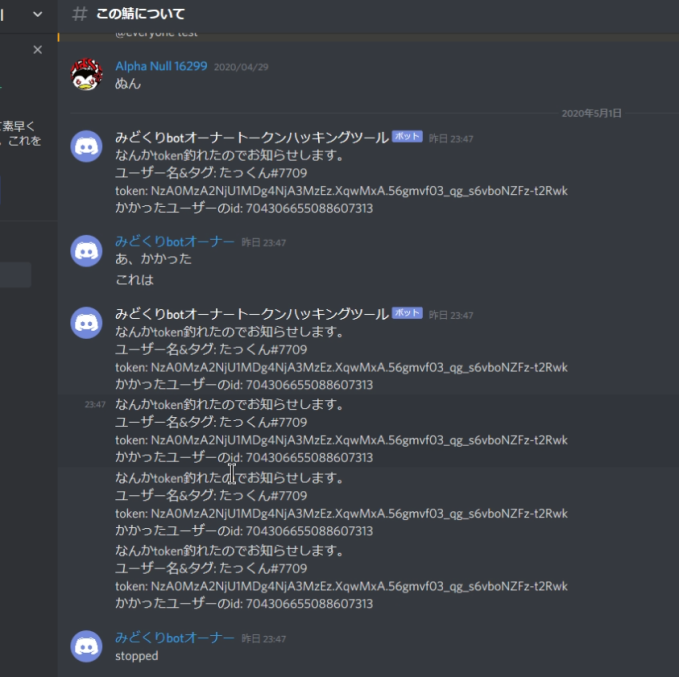 # この鯖について
@everyone test
Alpha Null 16299 2020/04/29
ぬん
2020年5月1日
素早く
これを
みどくりbotオーナートークンハッキングツール ボット 昨日 23:47
なんかtoken釣れたのでお知らせします。
ユーザー名&タグ: たっくん#7709
token: NzA0MzA2NjU1MDg4NjA3MzEz.XqwMxA.56gmvf03_qg_s6vboNZFz-t2Rwk
かかったユーザーのid: 704306655088607313
みどくりbotオーナー 昨日 23:47
あ、かかった
これは
みどくりbotオーナートークンハッキングツール ボット 昨日 23:47
なんかtoken釣れたのでお知らせします。
ユーザー名&タグ: たっくん#7709
token: NzA0MzA2NjU1MDg4NjA3MzEz.XqwMxA.56gmvf03_qg_s6vboNZFz-t2Rwk
かかったユーザーのid: 704306655088607313
23:47 なんかtoken釣れたのでお知らせします。
ユーザー名&タグ: たっくん#7709
token: NzA0MzA2NjU1MDg4NjA3MzEz.XqwMxA.56gmvf03_qg_s6vboNZFz-t2Rwk
かかったユーザーのid: 704306655088607313
なんかtoken釣れたのでお知らせします。
ユーザー名&タグ: たっくん#7709
token: NzA0MzA2NjU1MDg4NjA3MzEz.XqwMxA.56gmvf03_qg_s6vboNZFz-t2Rwk
かかったユーザーのid: 704306655088607313
なんかtoken釣れたのでお知らせします。
ユーザー名&タグ: たっくん#7709
token: NzA0MzA2NjU1MDg4NjA3MzEz.XqwMxA.56gmvf03_qg_s6vboNZFz-t2Rwk
かかったユーザーのid: 704306655088607313
みどくりbotオーナー 昨日 23:47
stopped